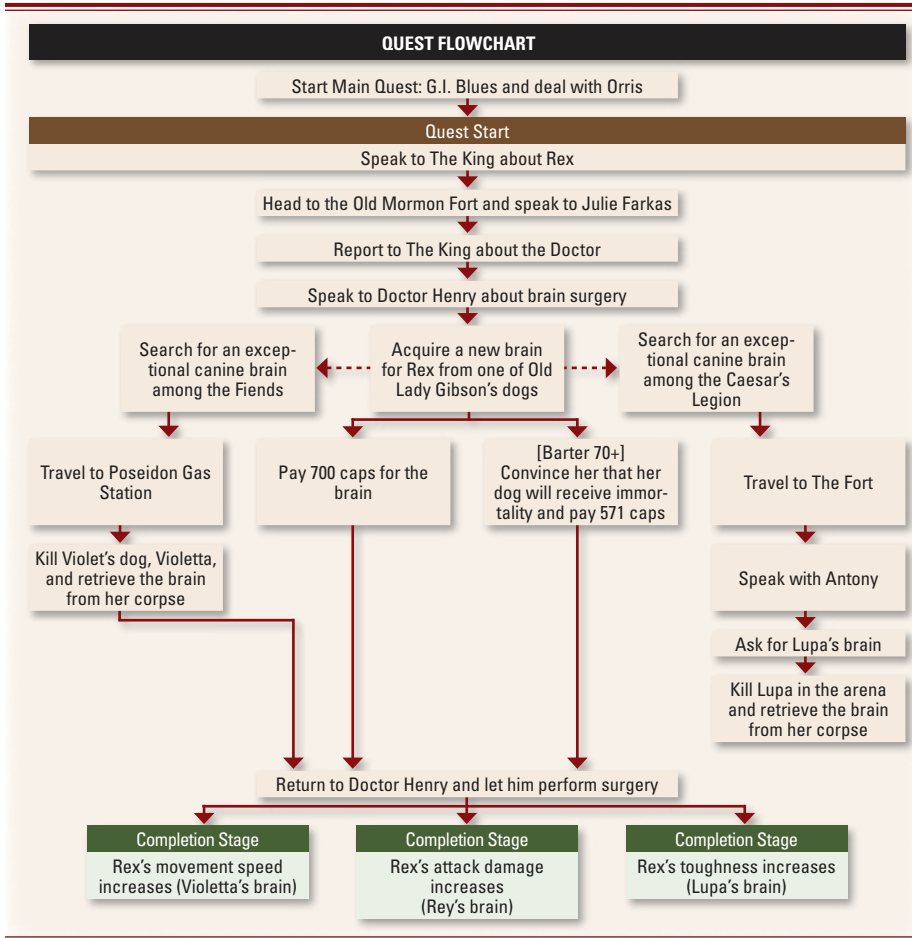 QUEST FLOWCHART
Start Main Quest: G.I. Blues and deal with Orris
Quest Start
Speak to The King about Rex
Head to the Old Mormon Fort and speak to Julie Farkas
Report to The King about the Doctor
Speak to Doctor Henry about brain surgery
Search for an excep-
tional canine brain
among the Fiends
Acquire a new brain
for Rex from one of Old
Lady Gibson's dogs
Search for an excep-
tional canine brain
among the Caesar's
Legion
Travel to Poseidon Gas
Station
Pay 700 caps for the
brain
[Barter 70+]
Convince her that her
dog will receive immor-
tality and pay 571 caps
Travel to The Fort
Kill Violet's dog, Violetta,
and retrieve the brain
from her corpse
Speak with Antony
Ask for Lupa's brain
Kill Lupa in the arena
and retrieve the brain
from her corpse
Return to Doctor Henry and let him perform surgery
Completion Stage
Rex's movement speed
increases (Violetta's brain)
Completion Stage
Rex's attack damage
increases
(Rey's brain)
Completion Stage
Rex's toughness increases
(Lupa's brain)